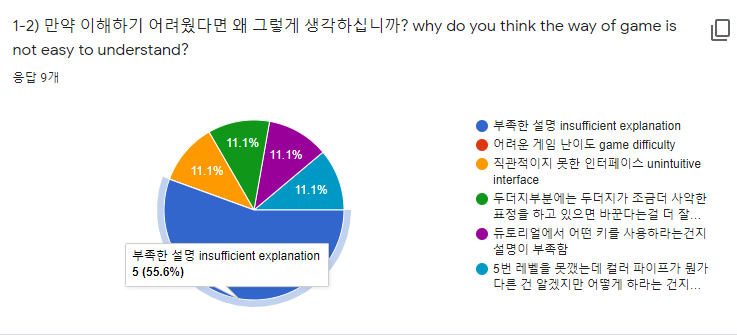 1-2) 만약 이해하기 어려웠다면 왜 그렇게 생각하십니까? why do you think the way of game is
not easy to understand?
응답 9개
11.1%
11.1%
11.1%
11.1%
부족한 설명 insufficient explanation
5 (55.6%)
부족한 설명 insufficient explanation
어려운 게임 난이도 game difficulty
직관적이지 못한 인터페이스 unintuitive
interface
두더지부분에는 두더지가 조금더 사악한
표정을 하고 있으면 바꾼다는걸 더 잘...
듀토리얼에서 어떤 키를 사용하라는건지
설명이 부족함
5번 레벨을 못깼는데 컬러 파이프가 뭔가
다른 건 알겠지만 어떻게 하라는 건지...